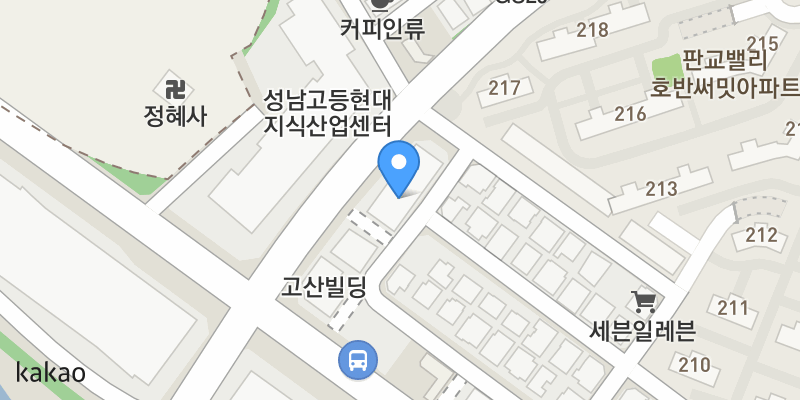 커피인류
218
215
판교밸리
호반써밋아파트
217
216
성남고등현대
지식산업센터
정혜사
213
212
고산빌딩
211
세븐일레븐
210
kakao